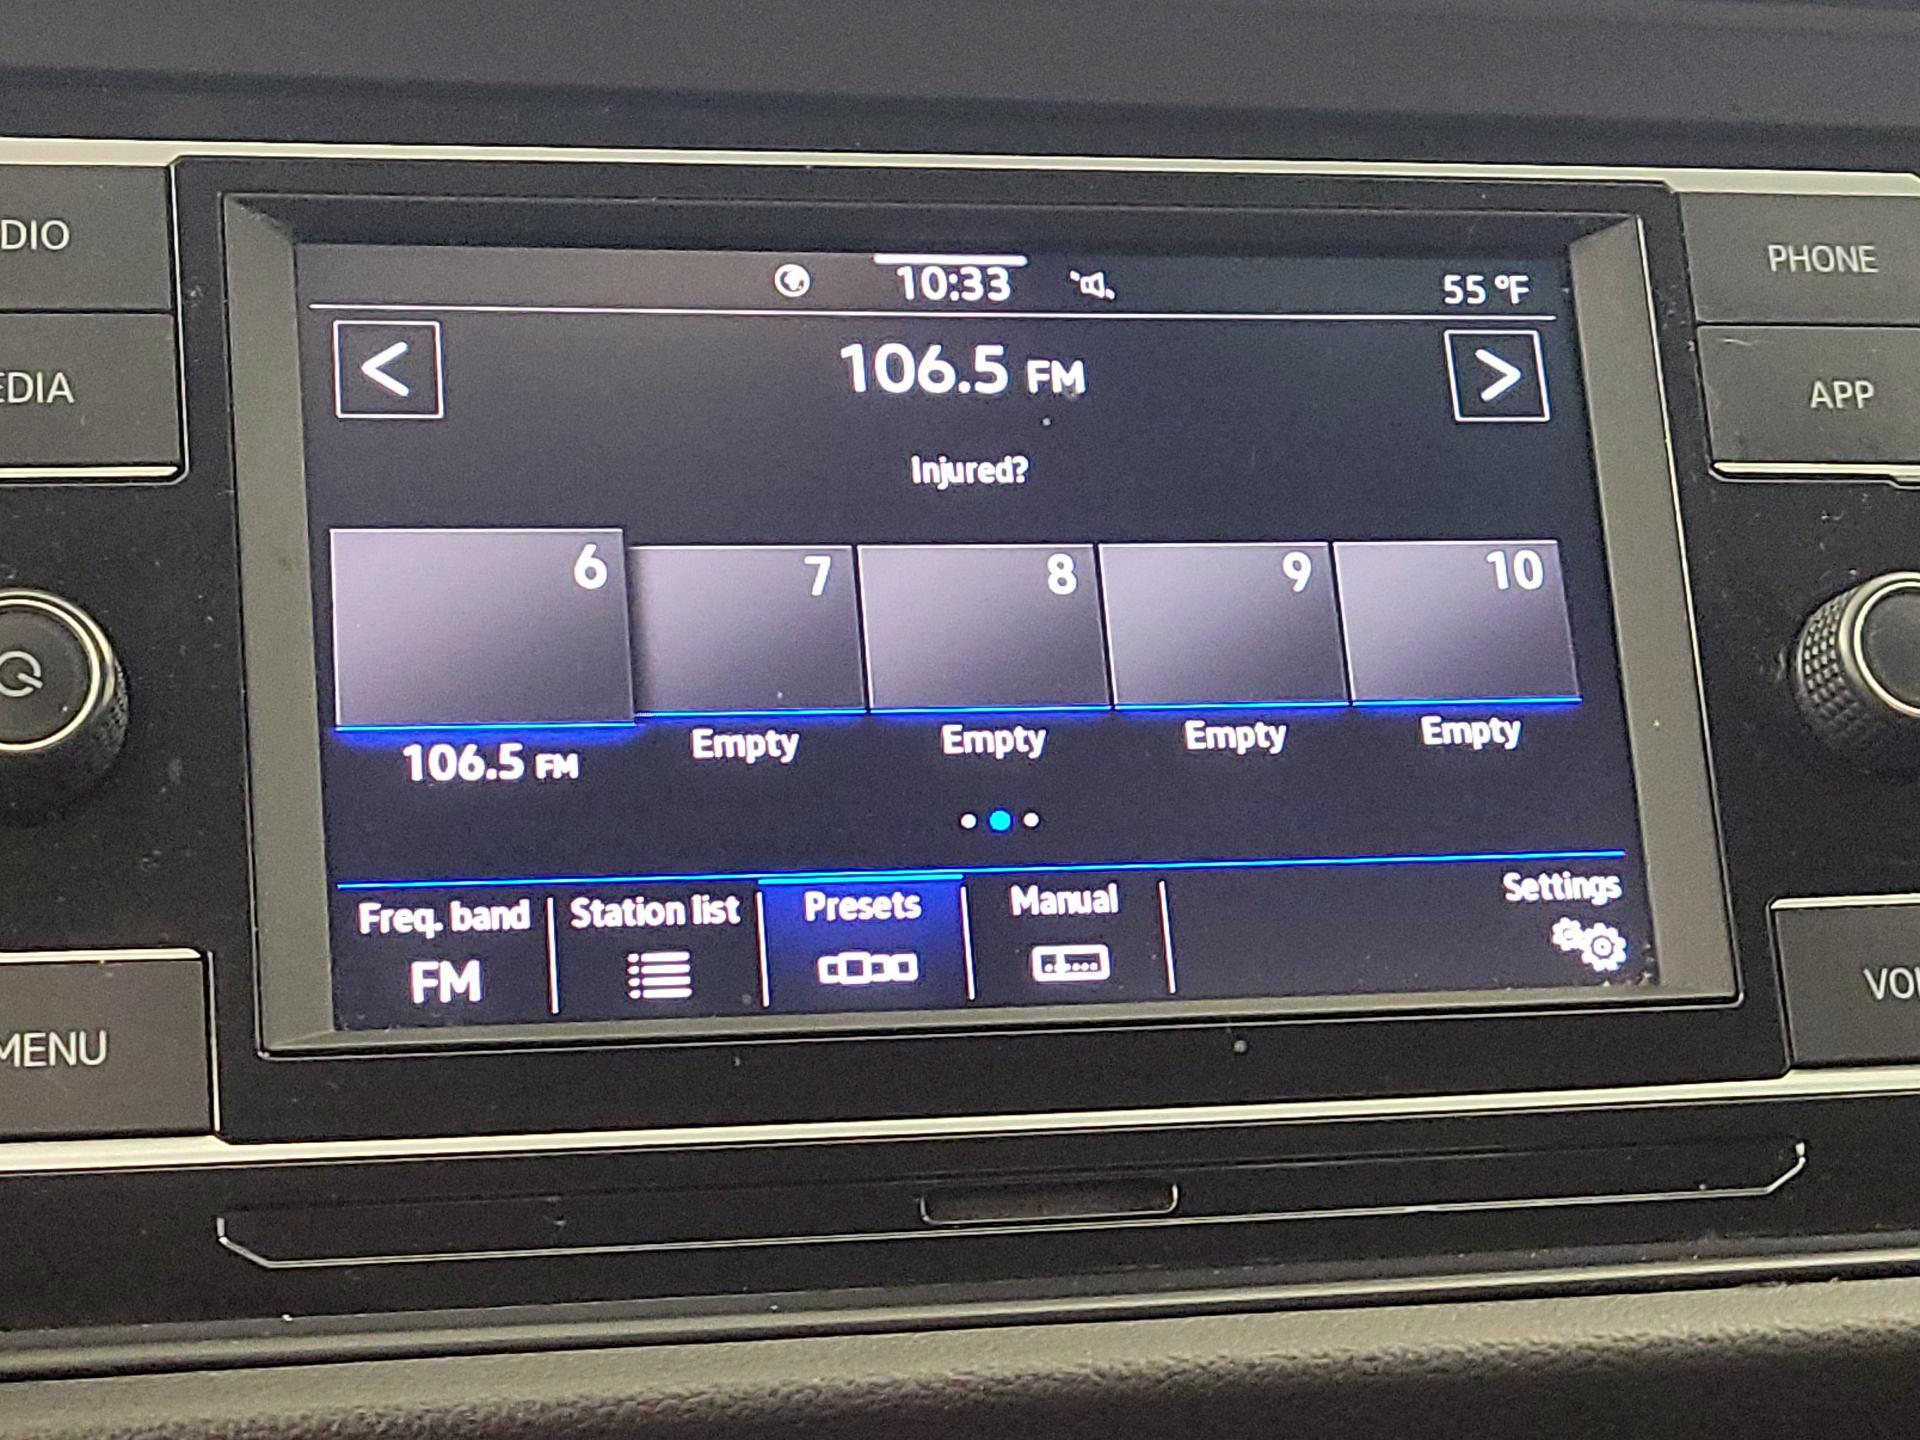 DIO
EDIA
MENU
PHONE
APP
VOL
10:33
55 °F
<
106.5 FM
>
Injured?
6
7
8
9
10
106.5 FM
Empty
Empty
Empty
Empty
Freq. band
FM
Station list
Presets
Manual
Settings